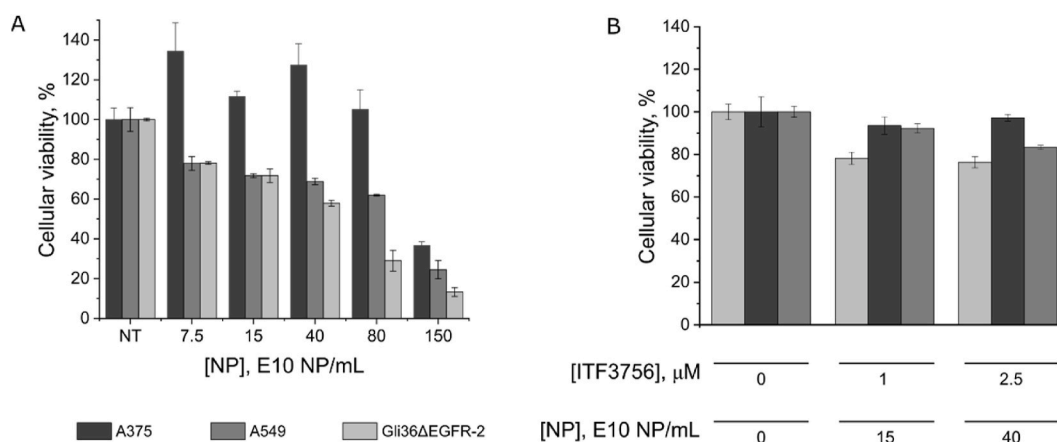 A
Cellular viability, %
140
120
100
80
60
40
20
0
NT 7.5 15 40 80 150
[NP], E10 NP/mL
A375 A549 Gli36ΔEGFR-2
B
Cellular viability, %
140
120
100
80
60
40
20
0
[ITF3756], μM 0 1 2.5
[NP], E10 NP/mL 0 15 40